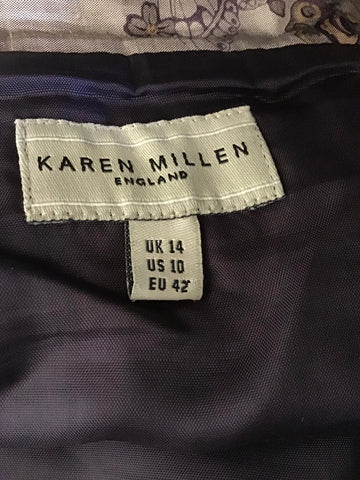 KAREN MILLEN
ENGLAND
UK 14
US 10
EU 42